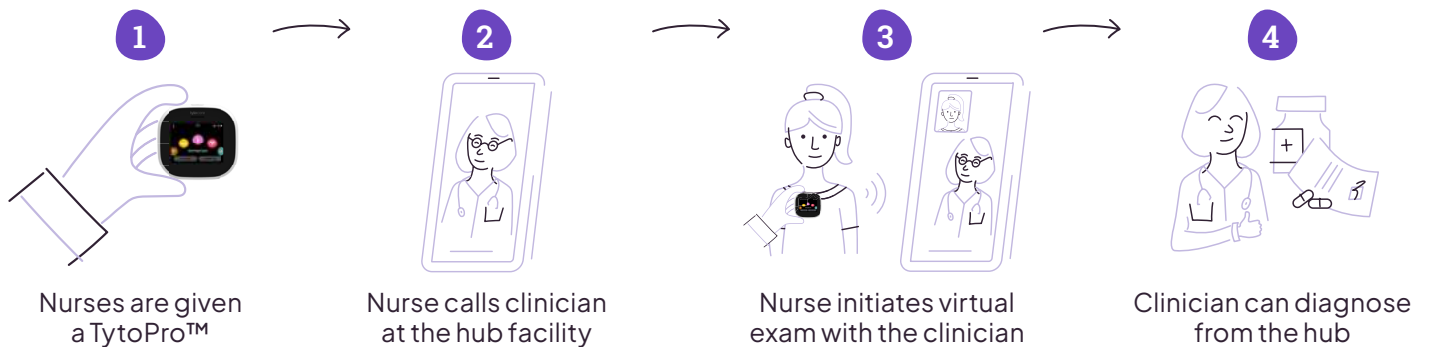 1
2
3
4
Nurses are given
a TytoPro™
Nurse calls clinician
at the hub facility
Nurse initiates virtual
exam with the clinician
Clinician can diagnose
from the hub